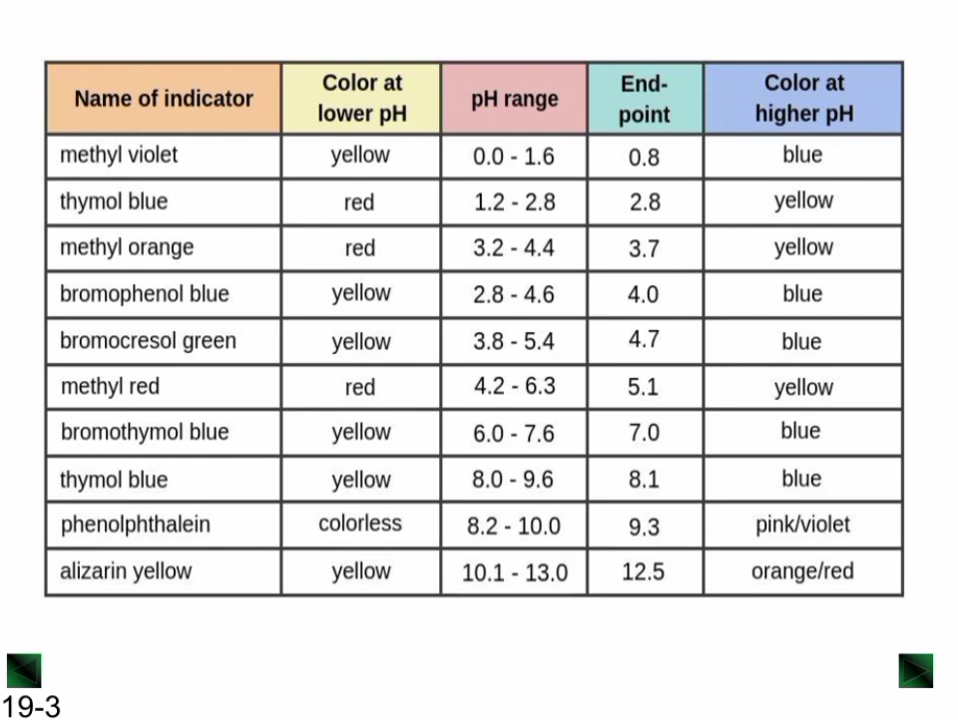 Name of indicator Color at lower pH pH range End-point Color at higher pH
methyl violet yellow 0.0 - 1.6 0.8 blue
thymol blue red 1.2 - 2.8 2.8 yellow
methyl orange red 3.2 - 4.4 3.7 yellow
bromophenol blue yellow 2.8 - 4.6 4.0 blue
bromocresol green yellow 3.8 - 5.4 4.7 blue
methyl red red 4.2 - 6.3 5.1 yellow
bromothymol blue yellow 6.0 - 7.6 7.0 blue
thymol blue yellow 8.0 - 9.6 8.1 blue
phenolphthalein colorless 8.2 - 10.0 9.3 pink/violet
alizarin yellow yellow 10.1 - 13.0 12.5 orange/red
19-3